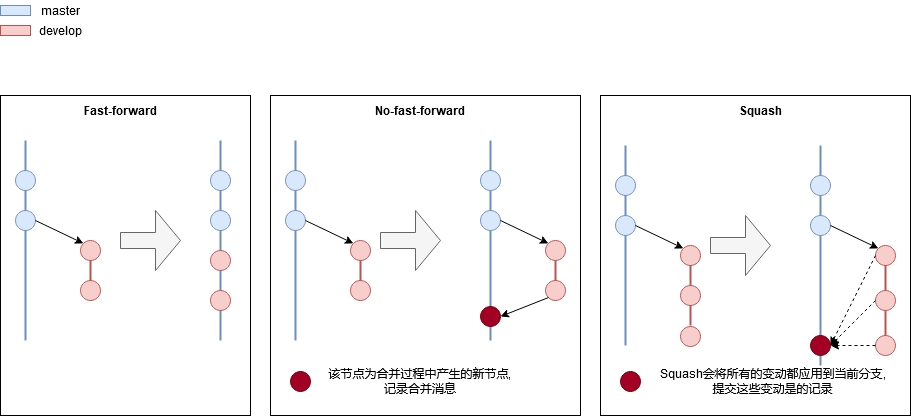 master
develop
Fast-forward
No-fast-forward
Squash
该节点为合并过程中产生的新节点,
记录合并消息.
Squash会将所有的变动都应用到当前分支,
提交这些变动是的记录